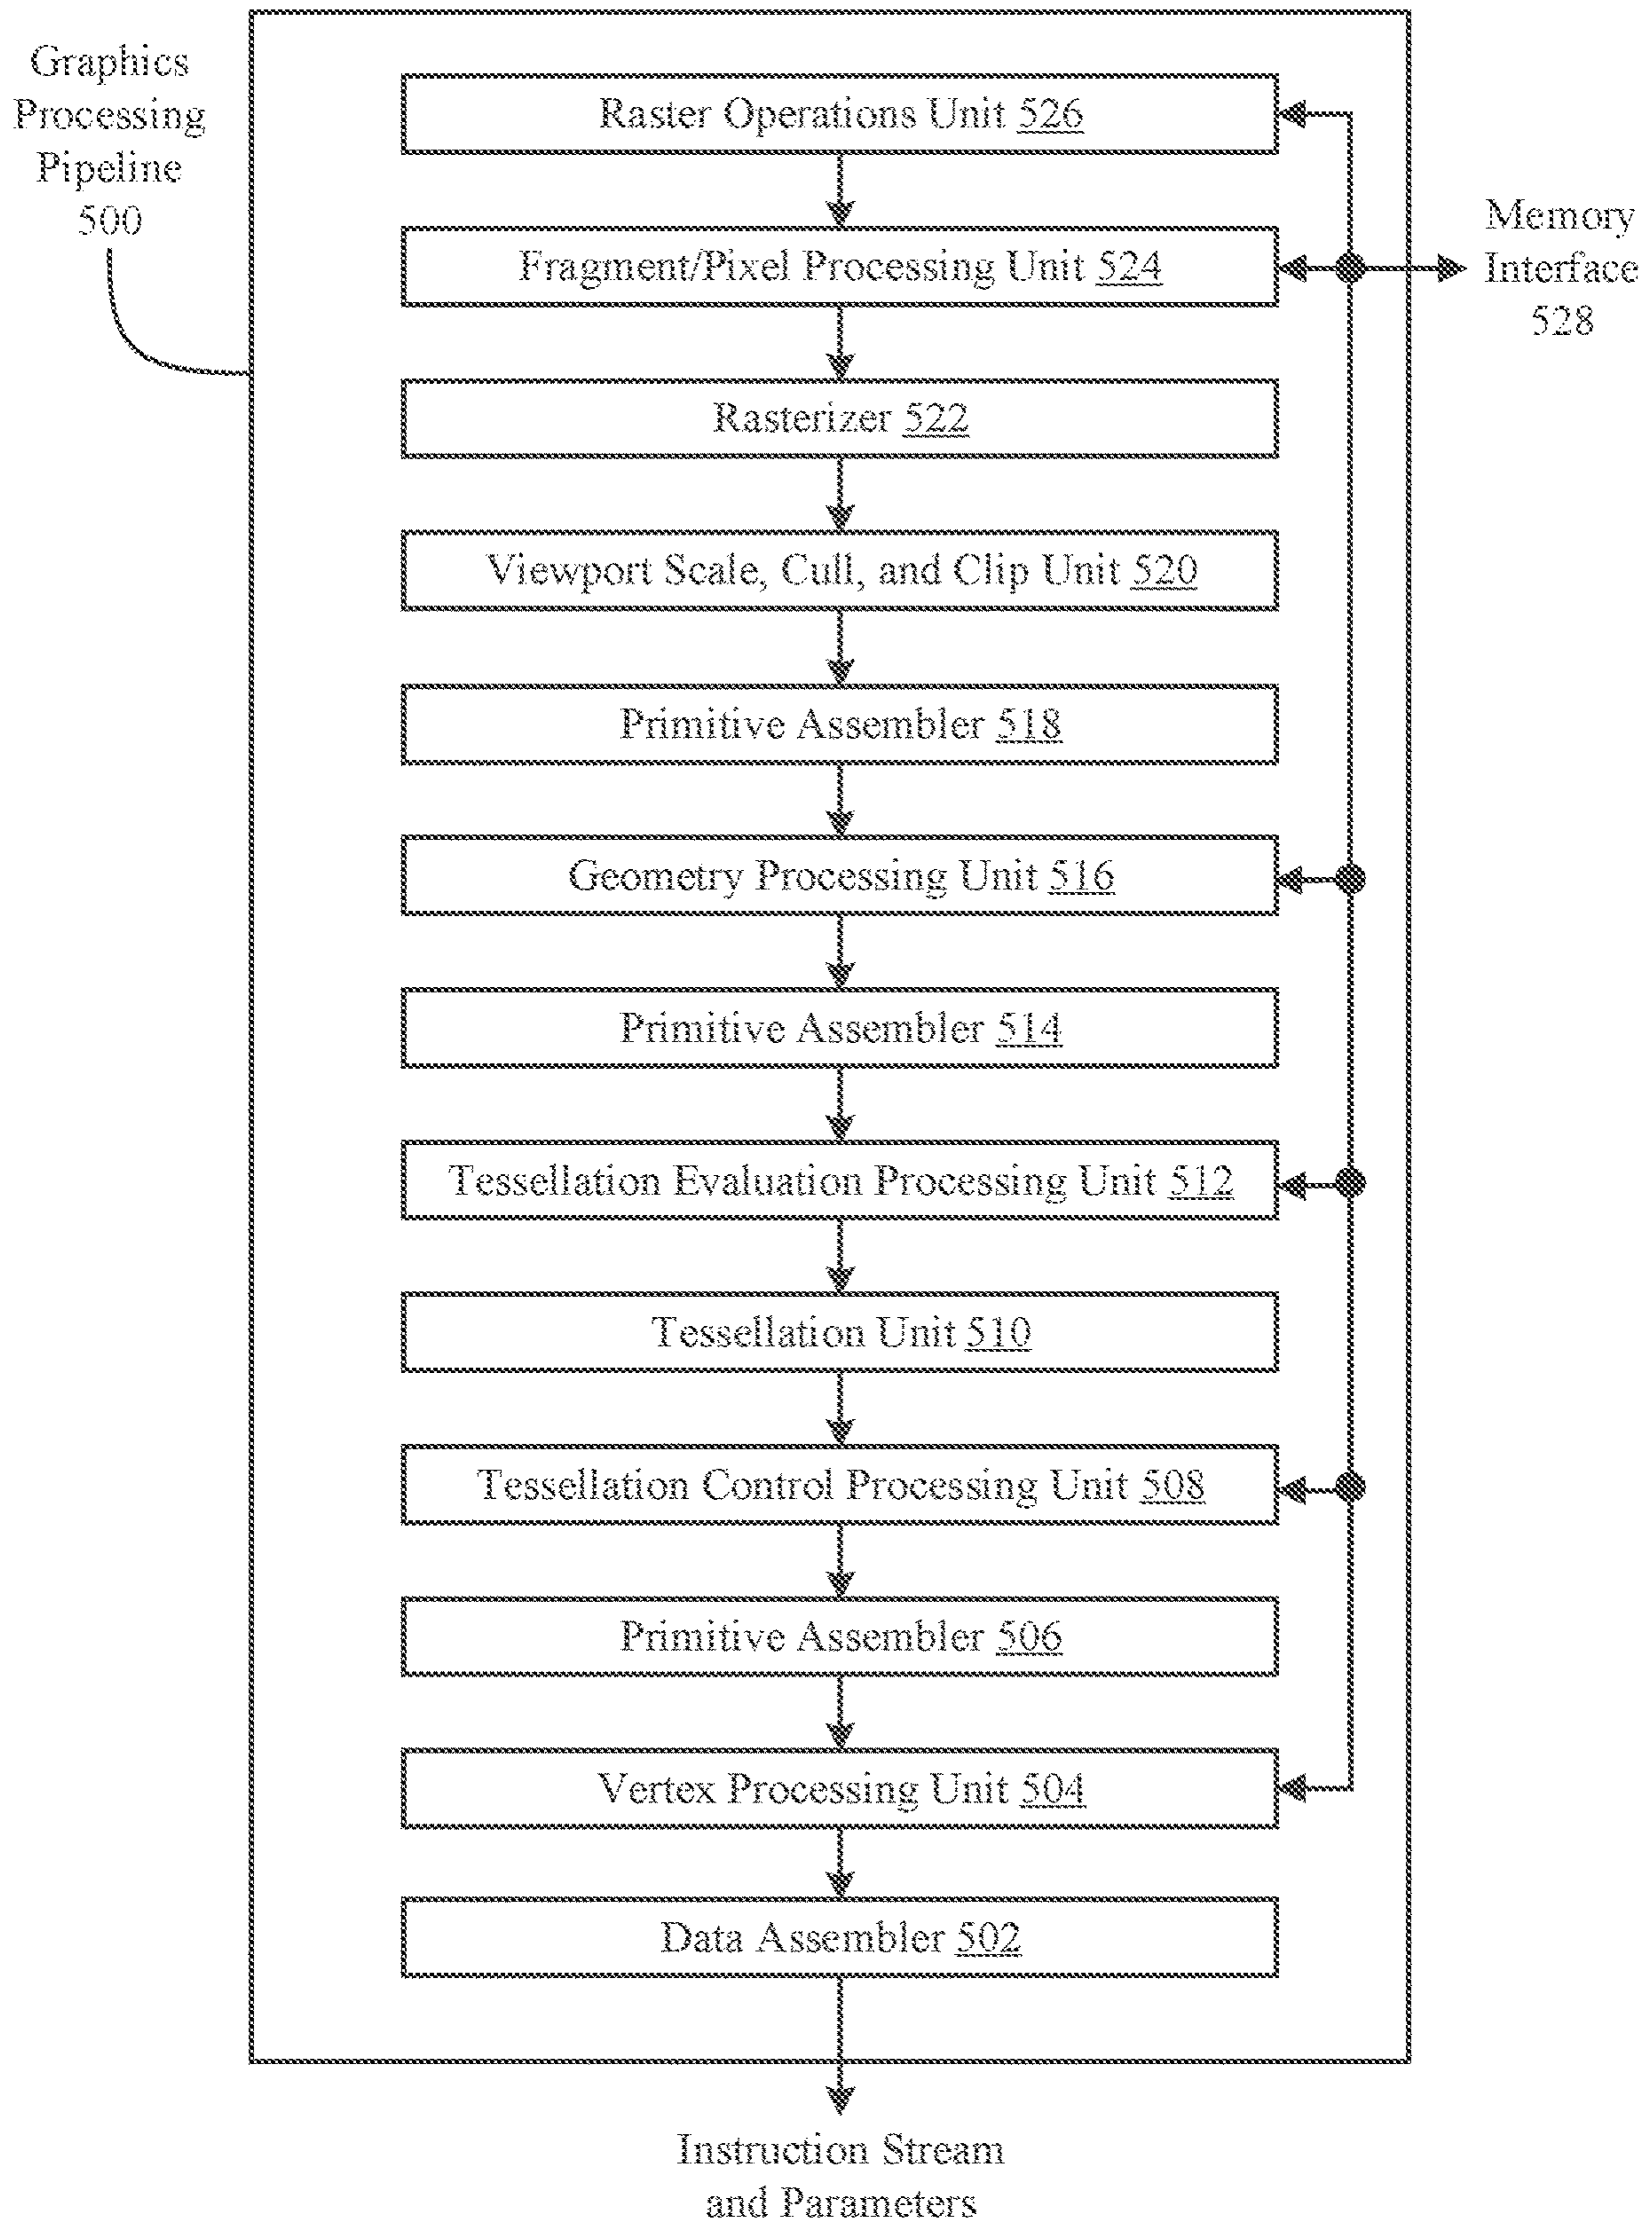 Graphics
Processing
Pipeline
500
Raster Operations Unit 526
Fragment/Pixel Processing Unit 524
Memory
Interface
528
Rasterizer 522
Viewport Scale, Cull, and Clip Unit 520
Primitive Assembler 518
Geometry Processing Unit 516
Primitive Assembler 514
Tessellation Evaluation Processing Unit 512
Tessellation Unit 510
Tessellation Control Processing Unit 508
Primitive Assembler 506
Vertex Processing Unit 504
Data Assembler 502
Instruction Stream
and Parameters